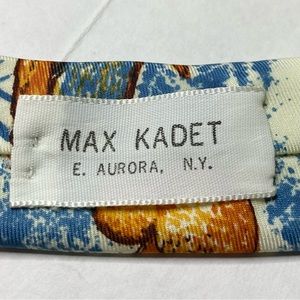 MAX KADET
E. AURORA, N.Y.